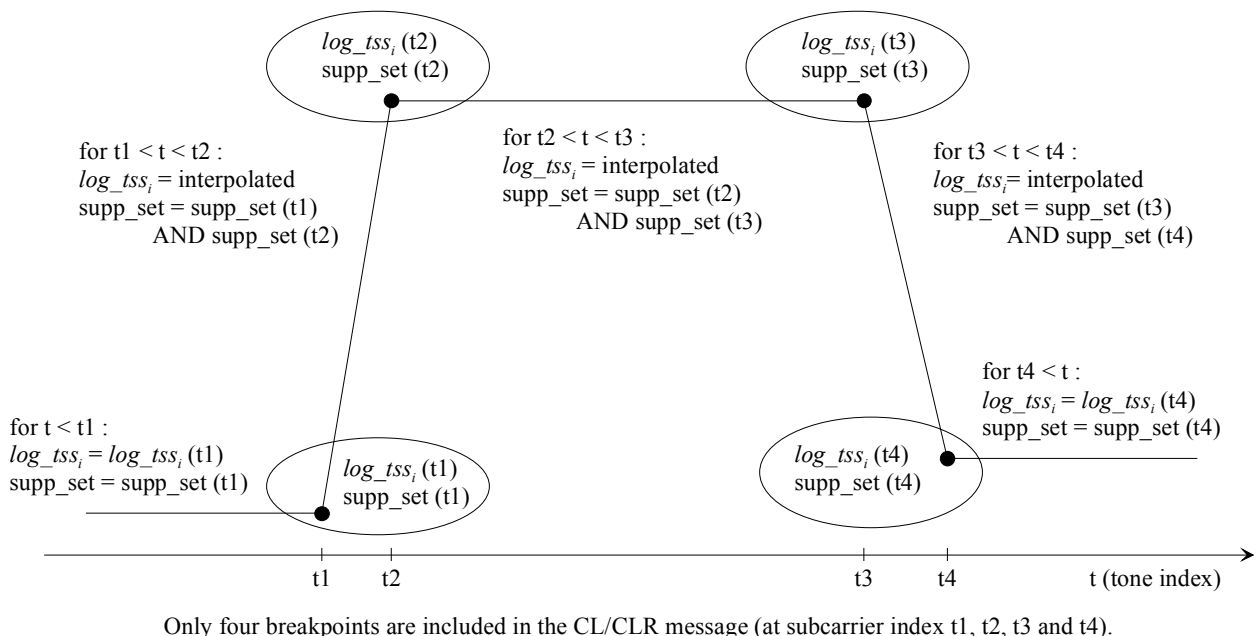 log_tss_i (t2)
supp_set (t2)
log_tss_i (t3)
supp_set (t3)
for t1 < t < t2 :
log_tss_i = interpolated
supp_set = supp_set (t1)
AND supp_set (t2)
for t2 < t < t3 :
log_tss_i = interpolated
supp_set = supp_set (t2)
AND supp_set (t3)
for t3 < t < t4 :
log_tss_i= interpolated
supp_set = supp_set (t3)
AND supp_set (t4)
for t4 < t :
log_tss_i = log_tss_i (t4)
supp_set = supp_set (t4)
for t < t1 :
log_tss_i = log_tss_i (t1)
supp_set = supp_set (t1)
log_tss_i (t1)
supp_set (t1)
log_tss_i (t4)
supp_set (t4)
t1 t2 t3 t4 t (tone index)
Only four breakpoints are included in the CL/CLR message (at subcarrier index t1, t2, t3 and t4).